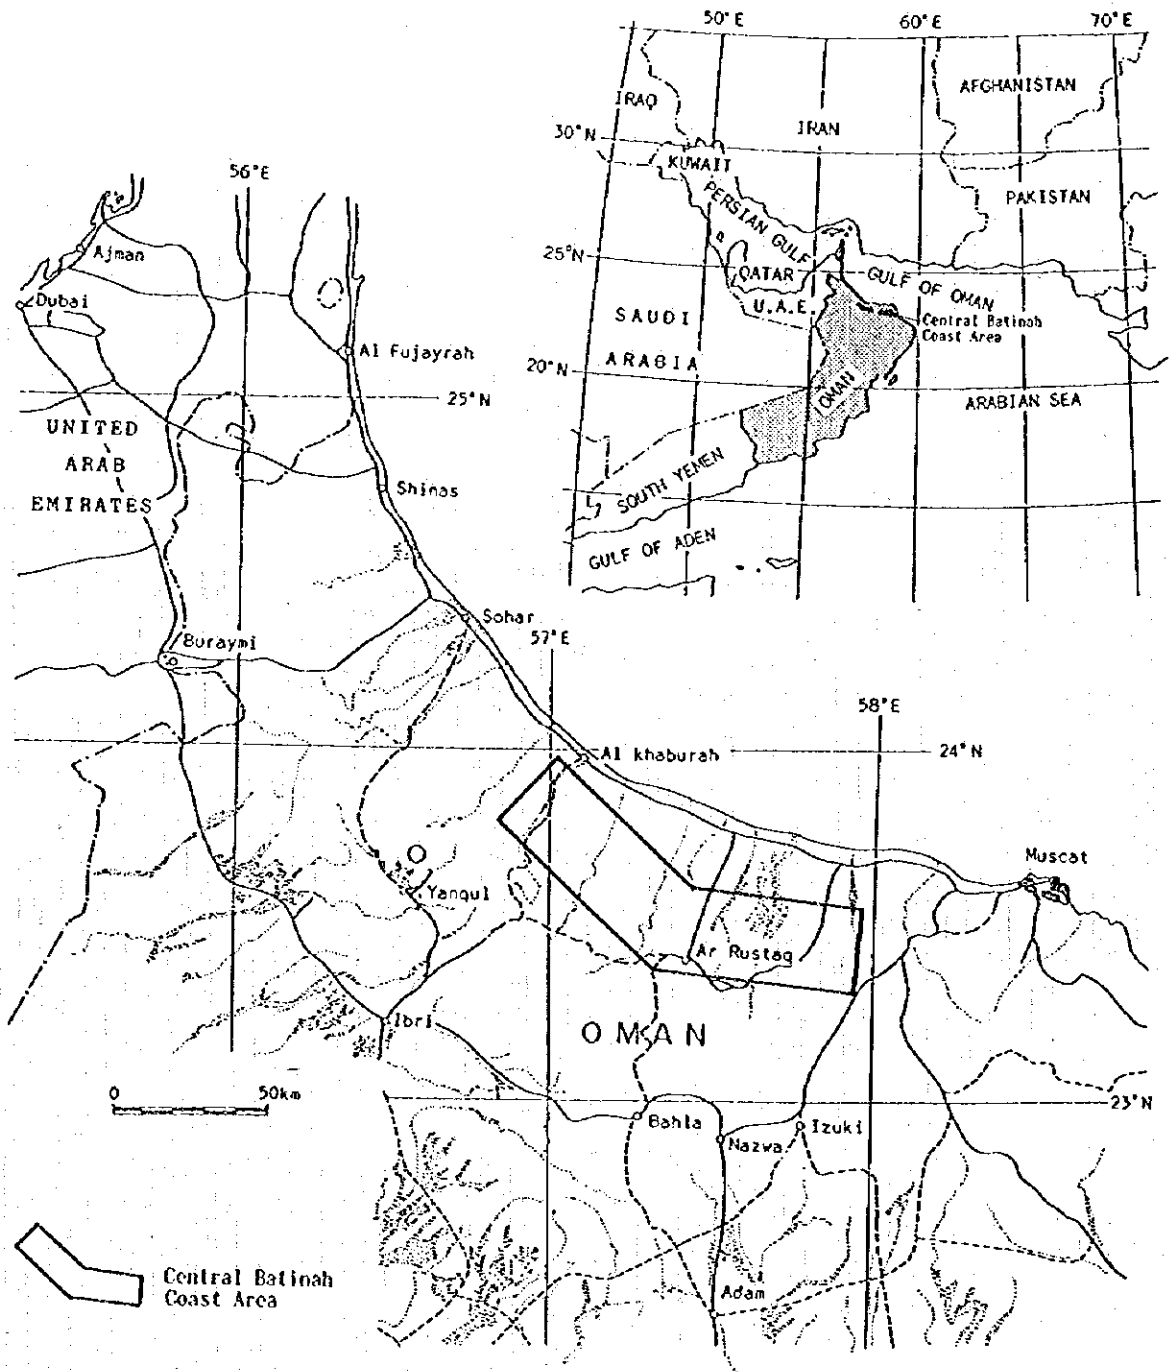 50°E
60°E
70°E
AFGHANISTAN
IRAQ
IRAN
30°N
KUWAIT
PAKISTAN
PERSIAN GULF
25°N
QATAR
GULF OF OMAN
U.A.E.
SAUDI
ARABIA
Central Batinah
Coast Area
20°N
OMAN
ARABIAN SEA
SOUTH YEMEN
GULF OF ADEN
56°E
Ajman
Dubai
Al Fujayrah
25°N
UNITED
ARAB
EMIRATES
Shinas
Sohar
57°E
Buraymi
58°E
Al khaburah
24°N
Muscat
Yanqul
Ar Rustaq
Ibri
OMAN
0
50km
23°N
Bahla
Nazwa
Izuki
Adam
Central Batinah
Coast Area